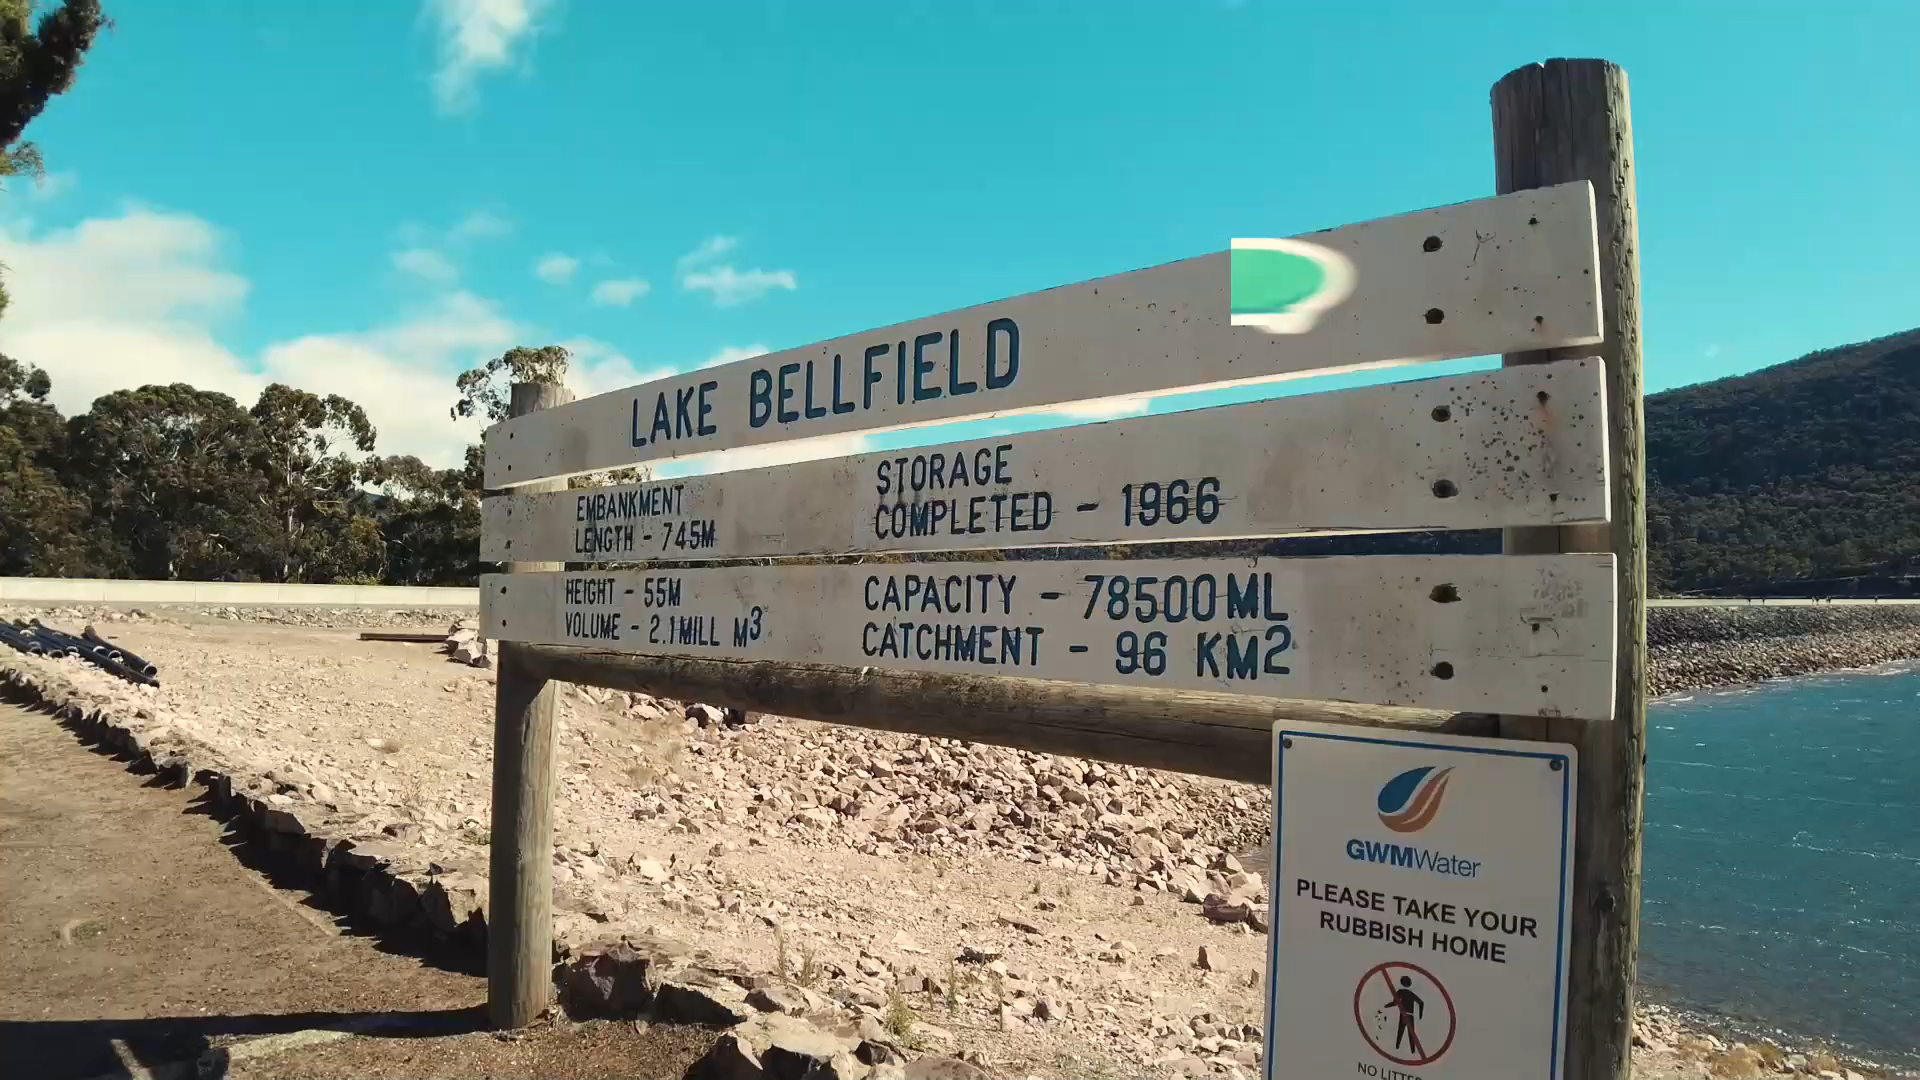 LAKE BELLFIELD
EMBANKMENT
LENGTH - 745M
STORAGE
COMPLETED - 1966
HEIGHT - 55M
VOLUME - 2.1MILL M3
CAPACITY - 78500ML
CATCHMENT - 96 KM2
GWMWater
PLEASE TAKE YOUR
RUBBISH HOME
NO